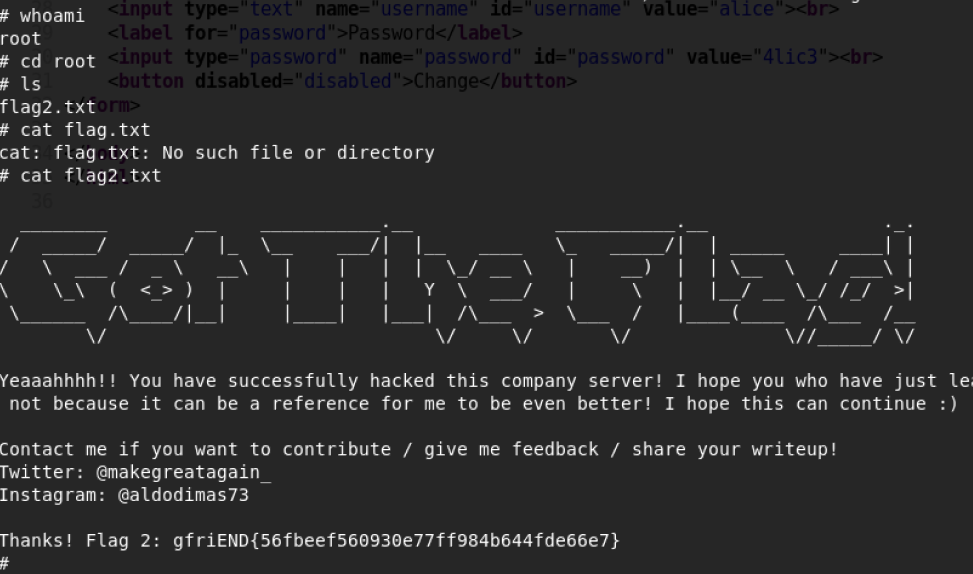 # whoami
<input type="text" name="username" id="username" value="alice"><br>
root
<label for="password">Password</label>
# cd root
<input type="password" name="password" id="password" value="4lic3"><br>
# ls
<button disabled="disabled">Change</button>
flag2.txt
</form>
# cat flag.txt
cat: flag.txt: No such file or directory
# cat flag2.txt
36
Got The Flag!
Yeaaahhhh!! You have successfully hacked this company server! I hope you who have just
not because it can be a reference for me to be even better! I hope this can continue :)
Contact me if you want to contribute / give me feedback / share your writeup!
Twitter: @makegreatagain_
Instagram: @aldodimas73
Thanks! Flag 2: gfriEND{56fbeef560930e77ff984b644fde66e7}
#